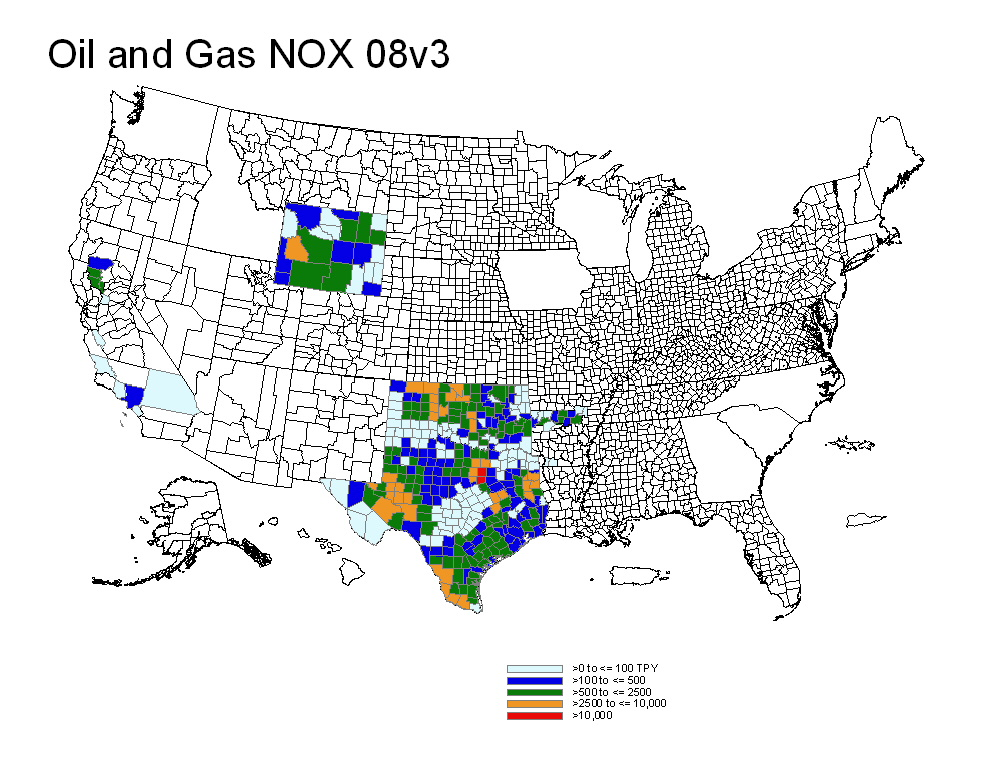 Oil and Gas NOX 08v3
>0 to <= 100 TPY
>100 to <= 500
>500 to <= 2500
>2500 to <= 10,000
>10,000